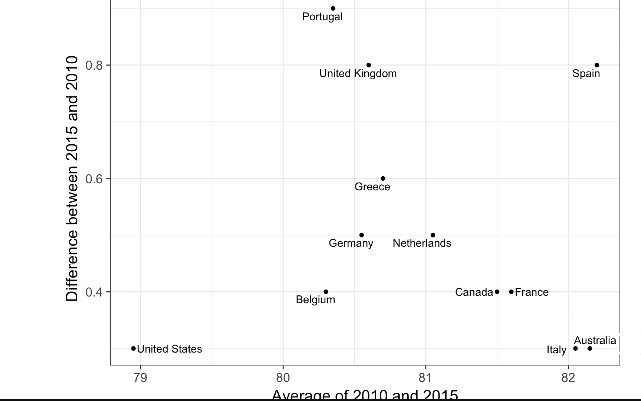 Portugal
0.8
United Kingdom
Spain
Difference between 2015 and 2010
0.6
Greece
Germany
Netherlands
0.4
Belgium
Canada
France
United States
Italy
Australia
79
80
81
82
Average of 2010 and 2015